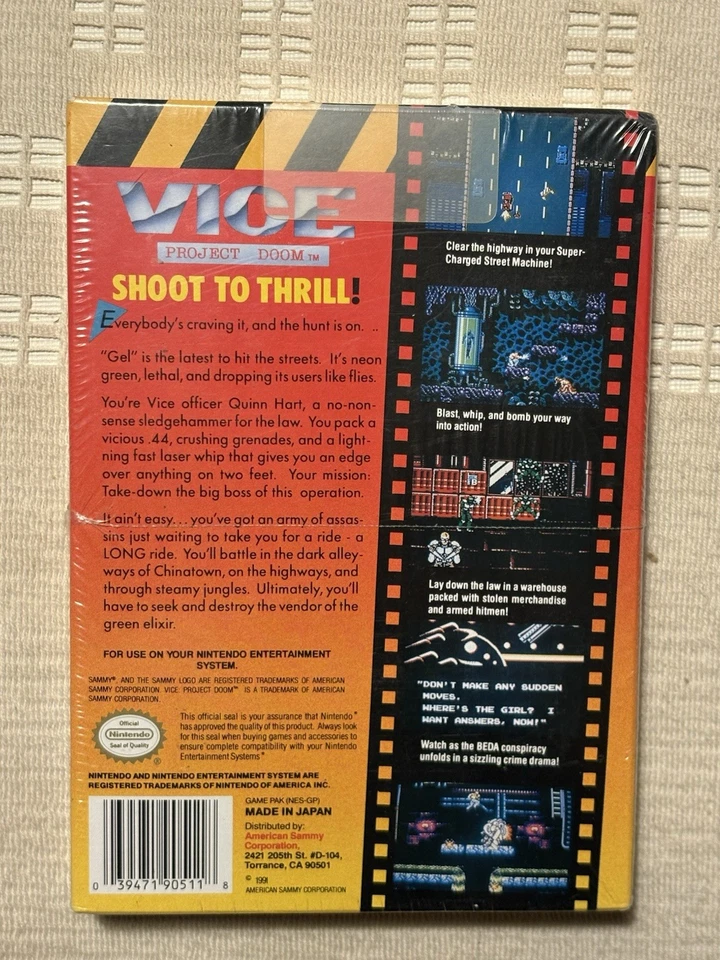 VICE
PROJECT DOOM™
SHOOT TO THRILL!
Everybody's craving it, and the hunt is on. ..
"Gel" is the latest to hit the streets. It's neon
green, lethal, and dropping its users like flies.
You're Vice officer Quinn Hart, a no-non-
sense sledgehammer for the law. You pack a
vicious .44, crushing grenades, and a light-
ning fast laser whip that gives you an edge
over anything on two feet. Your mission:
Take-down the big boss of this operation.
It ain't easy... you've got an army of assas-
sins just waiting to take you for a ride - a
LONG ride. You'll battle in the dark alley-
ways of Chinatown, on the highways, and
through steamy jungles. Ultimately, you'll
have to seek and destroy the vendor of the
green elixir.
FOR USE ON YOUR NINTENDO ENTERTAINMENT
SYSTEM.
SAMMY®, AND THE SAMMY LOGO ARE REGISTERED TRADEMARKS OF AMERICAN
SAMMY CORPORATION. VICE: PROJECT DOOM™ IS A TRADEMARK OF AMERICAN
SAMMY CORPORATION.
Official
Nintendo
Seal of Quality
®
This official seal is your assurance that Nintendo®
has approved the quality of this product. Always look
for this seal when buying games and accessories to
ensure complete compatibility with your Nintendo
Entertainment System®
NINTENDO AND NINTENDO ENTERTAINMENT SYSTEM ARE
REGISTERED TRADEMARKS OF NINTENDO OF AMERICA INC.
0 39471 90511 8
GAME PAK (NES-GP)
MADE IN JAPAN
Distributed by:
American Sammy
Corporation,
2421 205th St. #D-104,
Torrance, CA 90501
© 1991
AMERICAN SAMMY CORPORATION
Clear the highway in your Super-
Charged Street Machine!
Blast, whip, and bomb your way
into action!
Lay down the law in a warehouse
packed with stolen merchandise
and armed hitmen!
"DON'T MAKE ANY SUDDEN
MOVES.
WHERE'S THE GIRL? I
WANT ANSWERS, NOW!"
Watch as the BEDA conspiracy
unfolds in a sizzling crime drama!